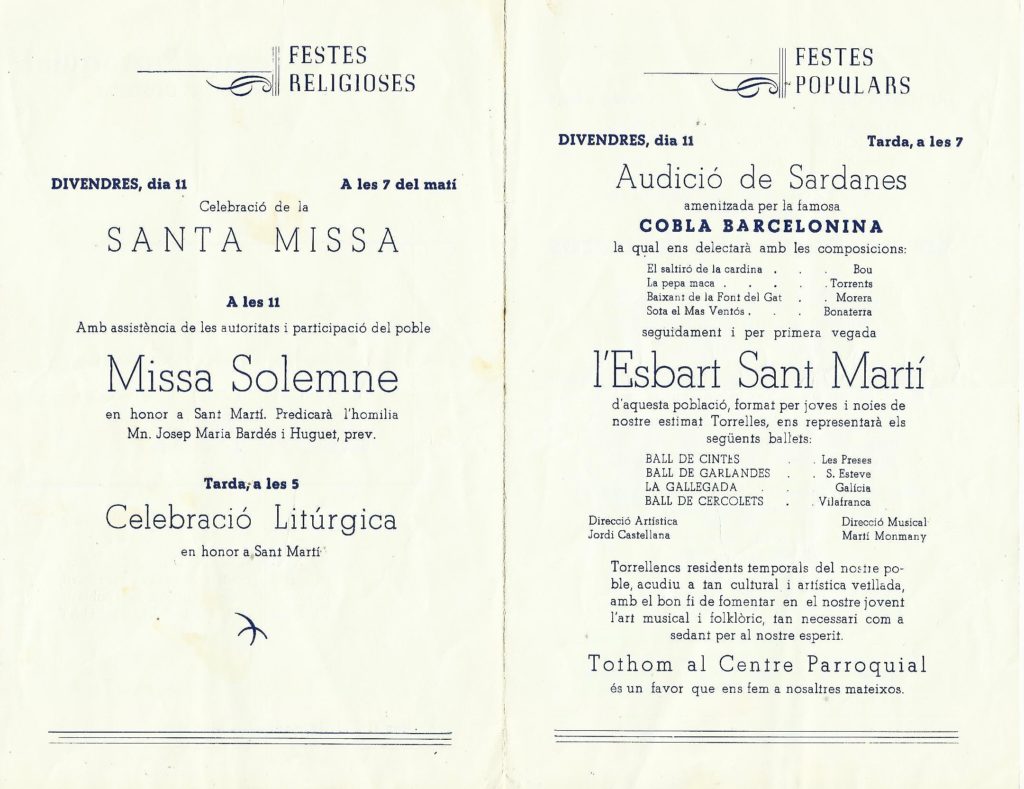 FESTES
RELIGIOSES
DIVENDRES, dia 11 A les 7 del matí
Celebració de la
SANTA MISSA
A les 11
Amb assistència de les autoritats i participació del poble
Missa Solemne
en honor a Sant Martí. Predicarà l'homilia
Mn. Josep Maria Bardés i Huguet, prev.
Tarda, a les 5
Celebració Litúrgica
en honor a Sant Martí
FESTES
POPULARS
DIVENDRES, dia 11 Tarda, a les 7
Audició de Sardanes
amenitzada per la famosa
COBLA BARCELONINA
la qual ens delectarà amb les composicions:
El saltiró de la cardina . . . Bou
La pepa maca . . . . . Torrents
Baixant de la Font del Gat . . Morera
Sota el Mas Ventós . . . Bonaterra
seguidament i per primera vegada
l'Esbart Sant Martí
d'aquesta població, format per joves i noies de
nostre estimat Torrelles, ens representarà els
següents ballets:
BALL DE CINTES . . Les Preses
BALL DE GARLANDES . . S. Esteve
LA GALLEGADA . . Galícia
BALL DE CERCOLETS . . Vilafranca
Direcció Artística Direcció Musical
Jordi Castellana Martí Monmany
Torrellencs residents temporals del nostre po-
ble, acudiu a tan cultural i artística vetllada,
amb el bon fi de fomentar en el nostre jovent
l'art musical i folklòric, tan necessari com a
sedant per al nostre esperit.
Tothom al Centre Parroquial
és un favor que ens fem a nosaltres mateixos.